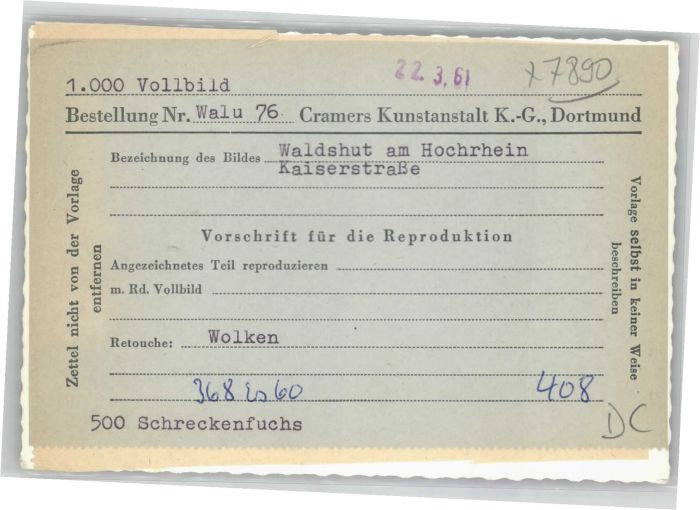 22.3.61
x7890
1.000 Vollbild
Bestellung Nr. Walu 76 Cramers Kunstanstalt K.-G., Dortmund
Bezeichnung des Bildes Waldshut am Hochrhein
Kaiserstraße
Vorschrift für die Reproduktion
Angezeichnetes Teil reproduzieren
m. Rd. Vollbild
Retouche: Wolken
408
500 Schreckenfuchs
DC
Zettel nicht von der Vorlage
entfernen
Vorlage selbst in keiner Weise
beschreiben